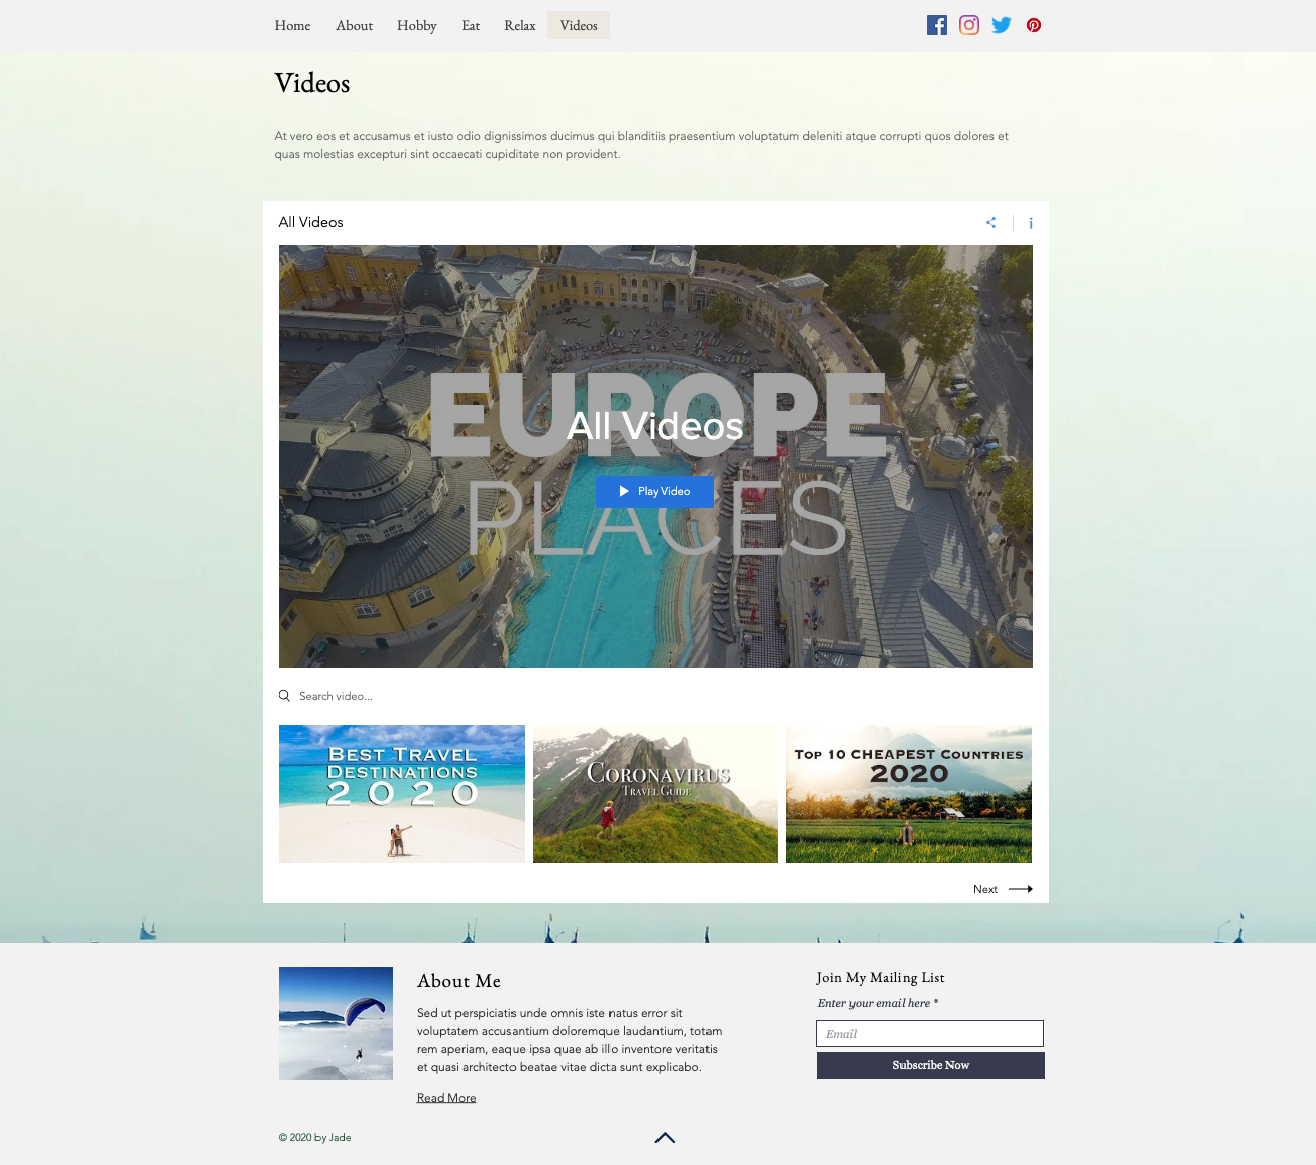 Home About Hobby Eat Relax Videos
Videos
At vero eos et accusamus et iusto odio dignissimos ducimus qui blanditiis praesentium voluptatum deleniti atque corrupti quos dolores et
quas molestias excepturi sint occaecati cupiditate non provident.
All Videos
EUROPE
All Videos
Play Video
PLACES
Search video...
BEST TRAVEL
DESTINATIONS
2020
CORONAVIRUS
TRAVEL GUIDE
TOP 10 CHEAPEST COUNTRIES
2020
Next
About Me
Sed ut perspiciatis unde omnis iste natus error sit
voluptatem accusantium doloremque laudantium, totam
rem aperiam, eaque ipsa quae ab illo inventore veritatis
et quasi architecto beatae vitae dicta sunt explicabo.
Read More
Join My Mailing List
Enter your email here *
Email
Subscribe Now
© 2020 by Jade